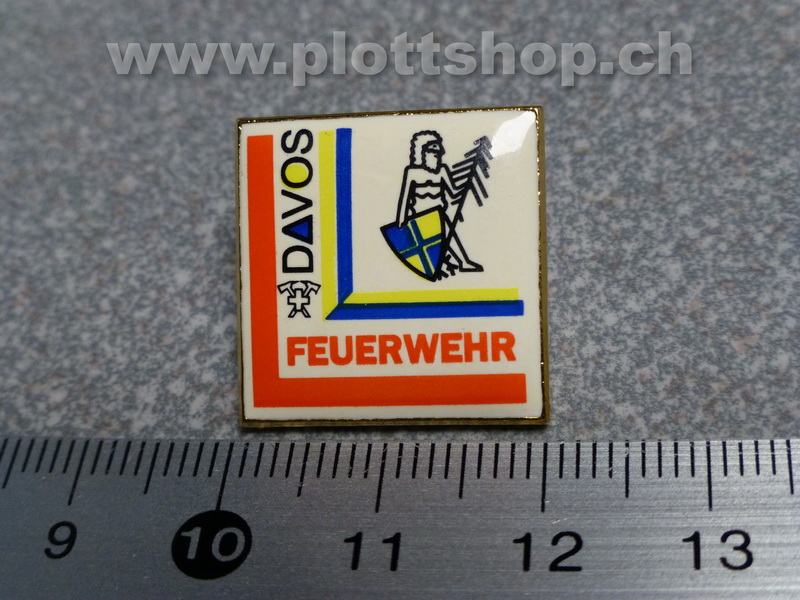 www.plottshop.ch
DAVOS
FEUERWEHR
9 10 11 12 13